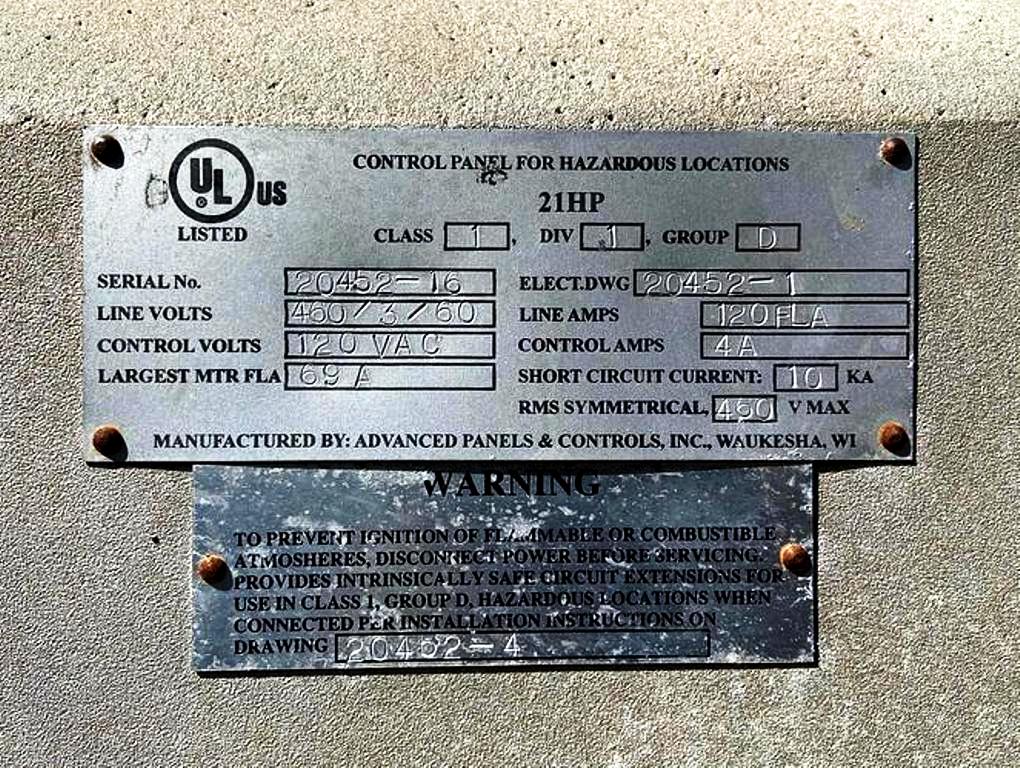 UL US
LISTED
CONTROL PANEL FOR HAZARDOUS LOCATIONS
21HP
CLASS 1, DIV 1, GROUP D
SERIAL No. 20452-16 ELECT.DWG 20452-1
LINE VOLTS 460/3/60 LINE AMPS 120 FLA
CONTROL VOLTS 120 VAC CONTROL AMPS 4A
LARGEST MTR FLA 69 A SHORT CIRCUIT CURRENT: 10 KA
RMS SYMMETRICAL, 460 V MAX
MANUFACTURED BY: ADVANCED PANELS & CONTROLS, INC., WAUKESHA, WI
WARNING
TO PREVENT IGNITION OF FLAMMABLE OR COMBUSTIBLE
ATMOSHERES, DISCONNECT POWER BEFORE SERVICING.
PROVIDES INTRINSICALLY SAFE CIRCUIT EXTENSIONS FOR
USE IN CLASS 1, GROUP D, HAZARDOUS LOCATIONS WHEN
CONNECTED PER INSTALLATION INSTRUCTIONS ON
DRAWING 20452-4